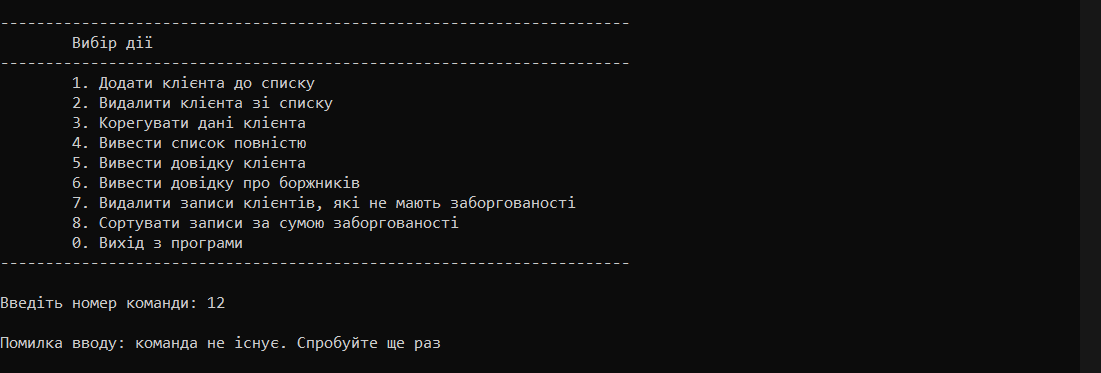 ----------------------------------------------------------------------
Вибір дії
----------------------------------------------------------------------
1. Додати клієнта до списку
2. Видалити клієнта зі списку
3. Корегувати дані клієнта
4. Вивести список повністю
5. Вивести довідку клієнта
6. Вивести довідку про боржників
7. Видалити записи клієнтів, які не мають заборгованості
8. Сортувати записи за сумою заборгованості
0. Вихід з програми
----------------------------------------------------------------------
Введіть номер команди: 12
Помилка вводу: команда не існує. Спробуйте ще раз